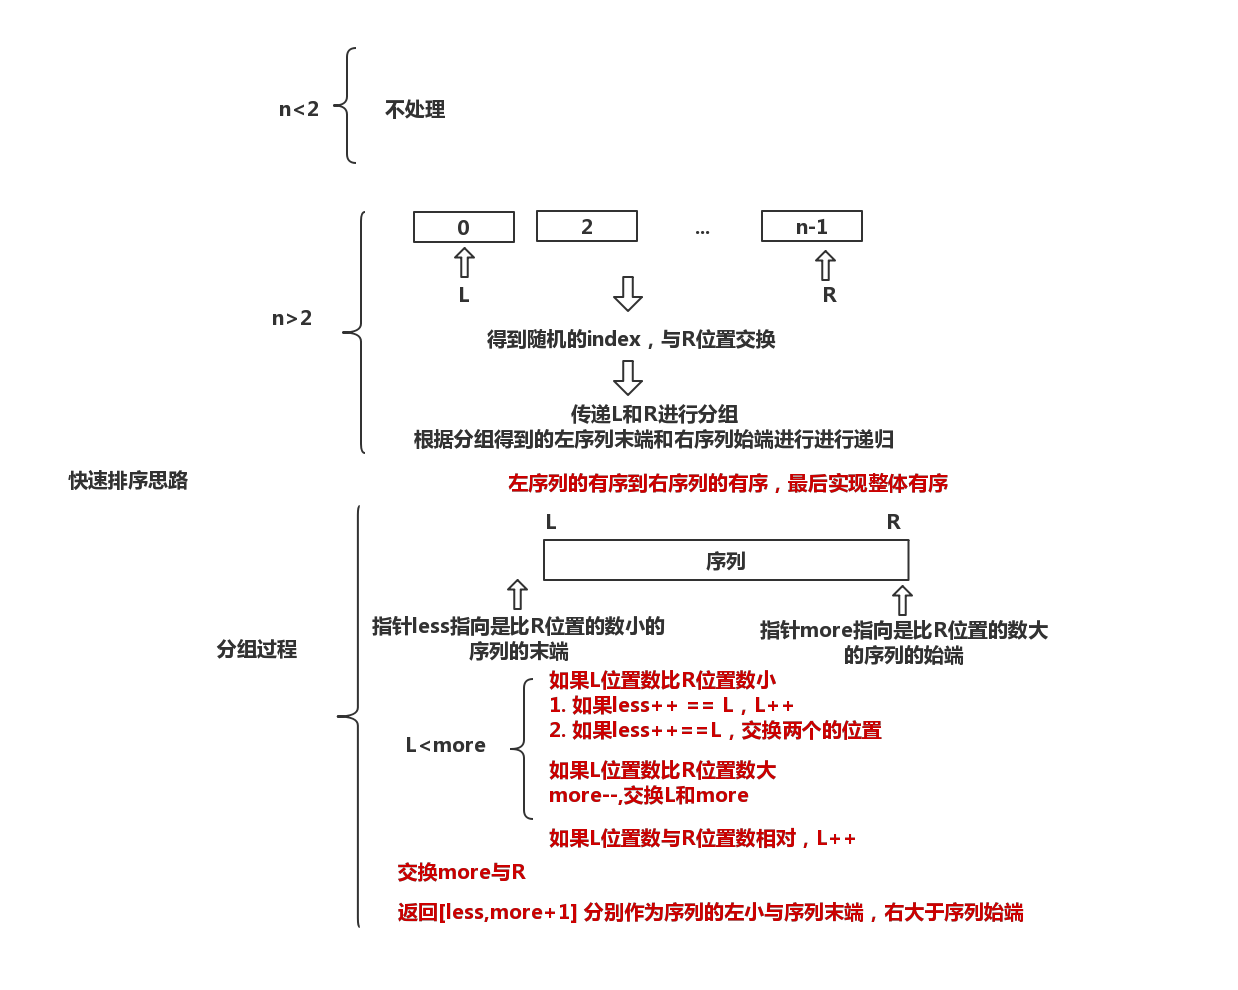 n<2
不处理
0
2
...
n-1
L
R
n>2
得到随机的index，与R位置交换
传递L和R进行分组
根据分组得到的左序列末端和右序列始端进行进行递归
快速排序思路
左序列的有序到右序列的有序，最后实现整体有序
L
R
序列
指针less指向是比R位置的数小的
序列的末端
指针more指向是比R位置的数大
的序列的始端
分组过程
如果L位置数比R位置数小
1. 如果less++ == L，L++
2. 如果less++==L，交换两个的位置
L<more
如果L位置数比R位置数大
more--,交换L和more
如果L位置数与R位置数相对，L++
交换more与R
返回[less,more+1] 分别作为序列的左小与序列末端，右大于序列始端